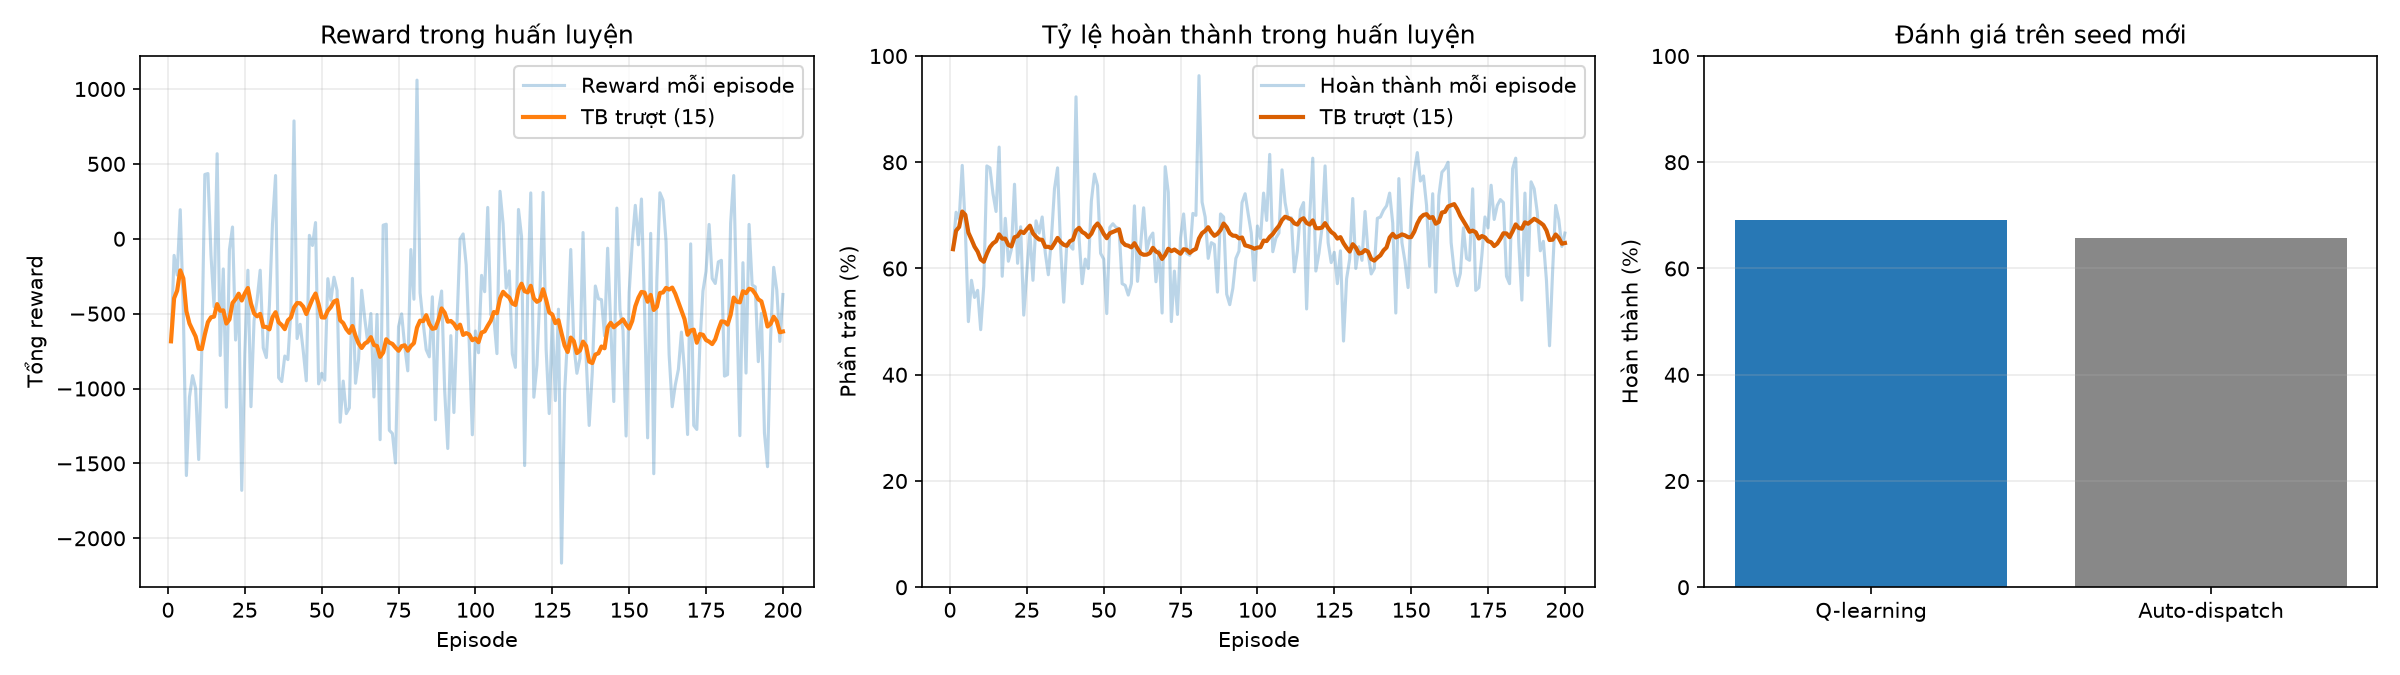 Reward trong huấn luyện
Tổng reward
1000
500
0
−500
−1000
−1500
−2000
Reward mỗi episode
TB trượt (15)
0 25 50 75 100 125 150 175 200
Episode
Tỷ lệ hoàn thành trong huấn luyện
Phần trăm (%)
100
80
60
40
20
0
Hoàn thành mỗi episode
TB trượt (15)
0 25 50 75 100 125 150 175 200
Episode
Đánh giá trên seed mới
Hoàn thành (%)
100
80
60
40
20
0
Q-learning Auto-dispatch